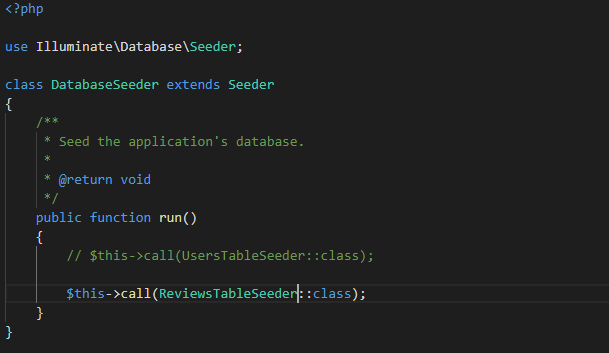 <?php
use Illuminate\Database\Seeder;
class DatabaseSeeder extends Seeder
{
/**
* Seed the application's database.
*
* @return void
*/
public function run()
{
// $this->call(UsersTableSeeder::class);
$this->call(ReviewsTableSeeder::class);
}
}